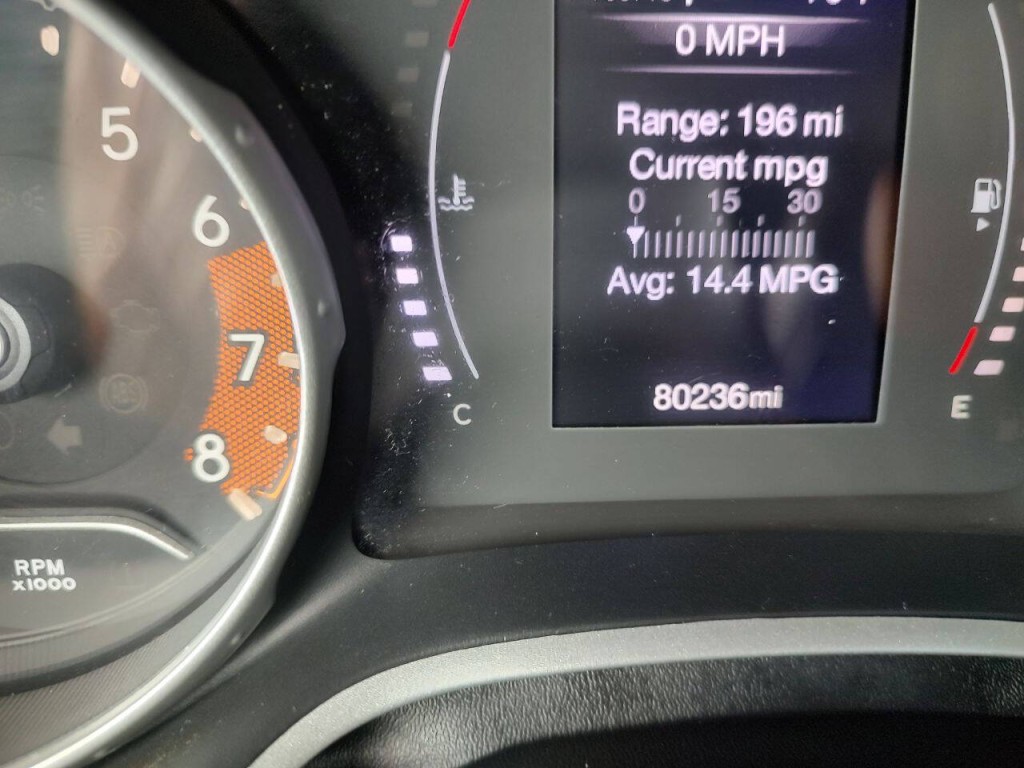 0 MPH
Range: 196 mi
Current mpg
0 15 30
Avg: 14.4 MPG
80236mi
5
6
7
8
RPM
x1000
C
E